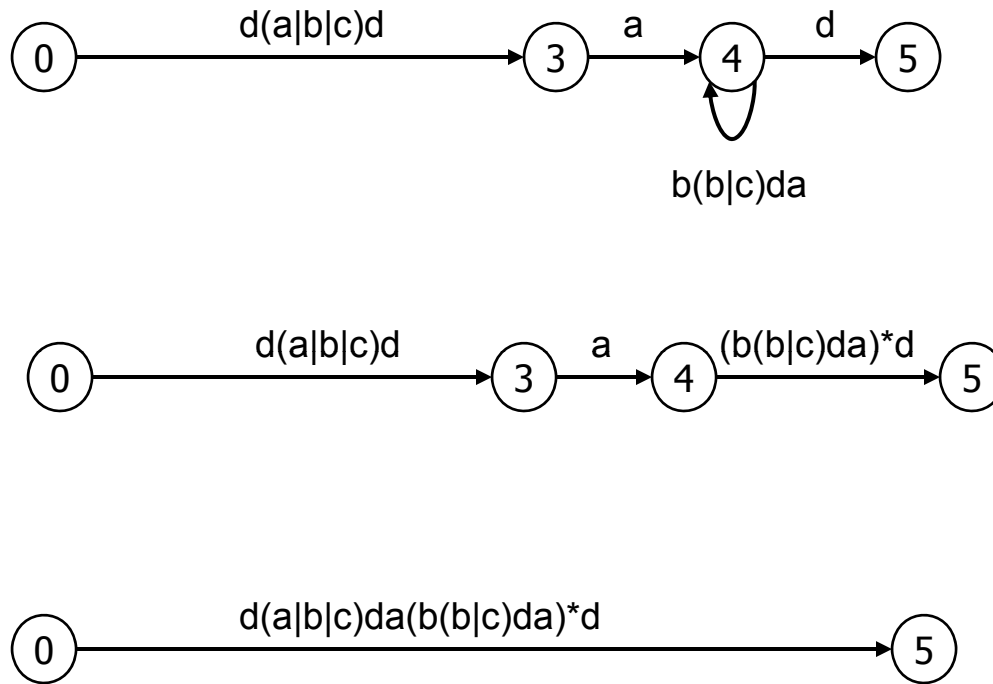 d(a|b|c)d a d
0 3 4 5
b(b|c)da
d(a|b|c)d a (b(b|c)da)*d
0 3 4 5
d(a|b|c)da(b(b|c)da)*d
0 5